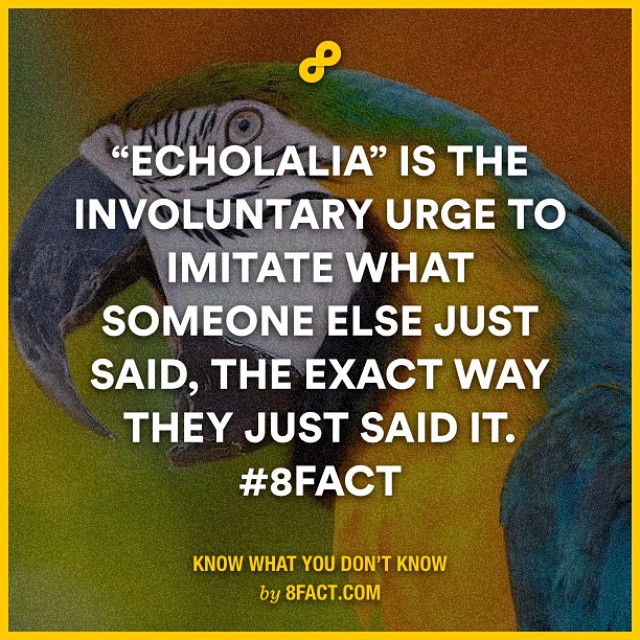 “ECHOLALIA” IS THE
INVOLUNTARY URGE TO
IMITATE WHAT
SOMEONE ELSE JUST
SAID, THE EXACT WAY
THEY JUST SAID IT.
#8FACT
KNOW WHAT YOU DON’T KNOW
by 8FACT.COM